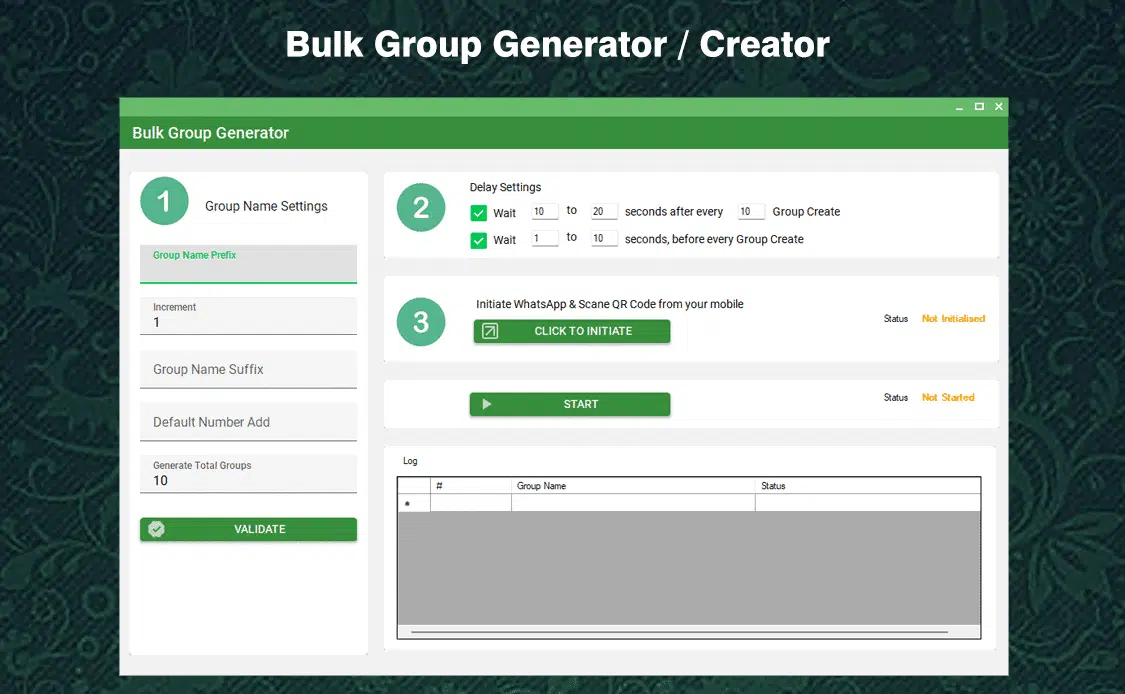 Bulk Group Generator / Creator
Bulk Group Generator
1
Group Name Settings
Group Name Prefix
Increment
1
Group Name Suffix
Default Number Add
Generate Total Groups
10
VALIDATE
2
Delay Settings
Wait 10 to 20 seconds after every 10 Group Create
Wait 1 to 10 seconds, before every Group Create
3
Initiate WhatsApp & Scane QR Code from your mobile
CLICK TO INITIATE
Status Not Initialised
START
Status Not Started
Log
# Group Name Status
*